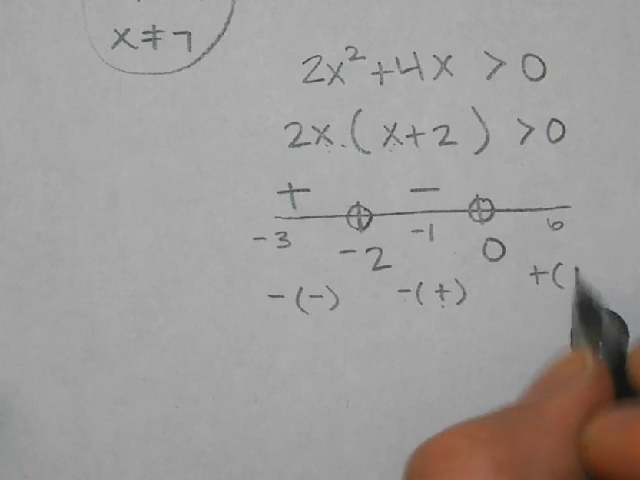 x ≠ 7
2x² + 4x > 0
2x · (x + 2) > 0
+ −
-3 -2 -1 0 6
-(-) -(+) +(